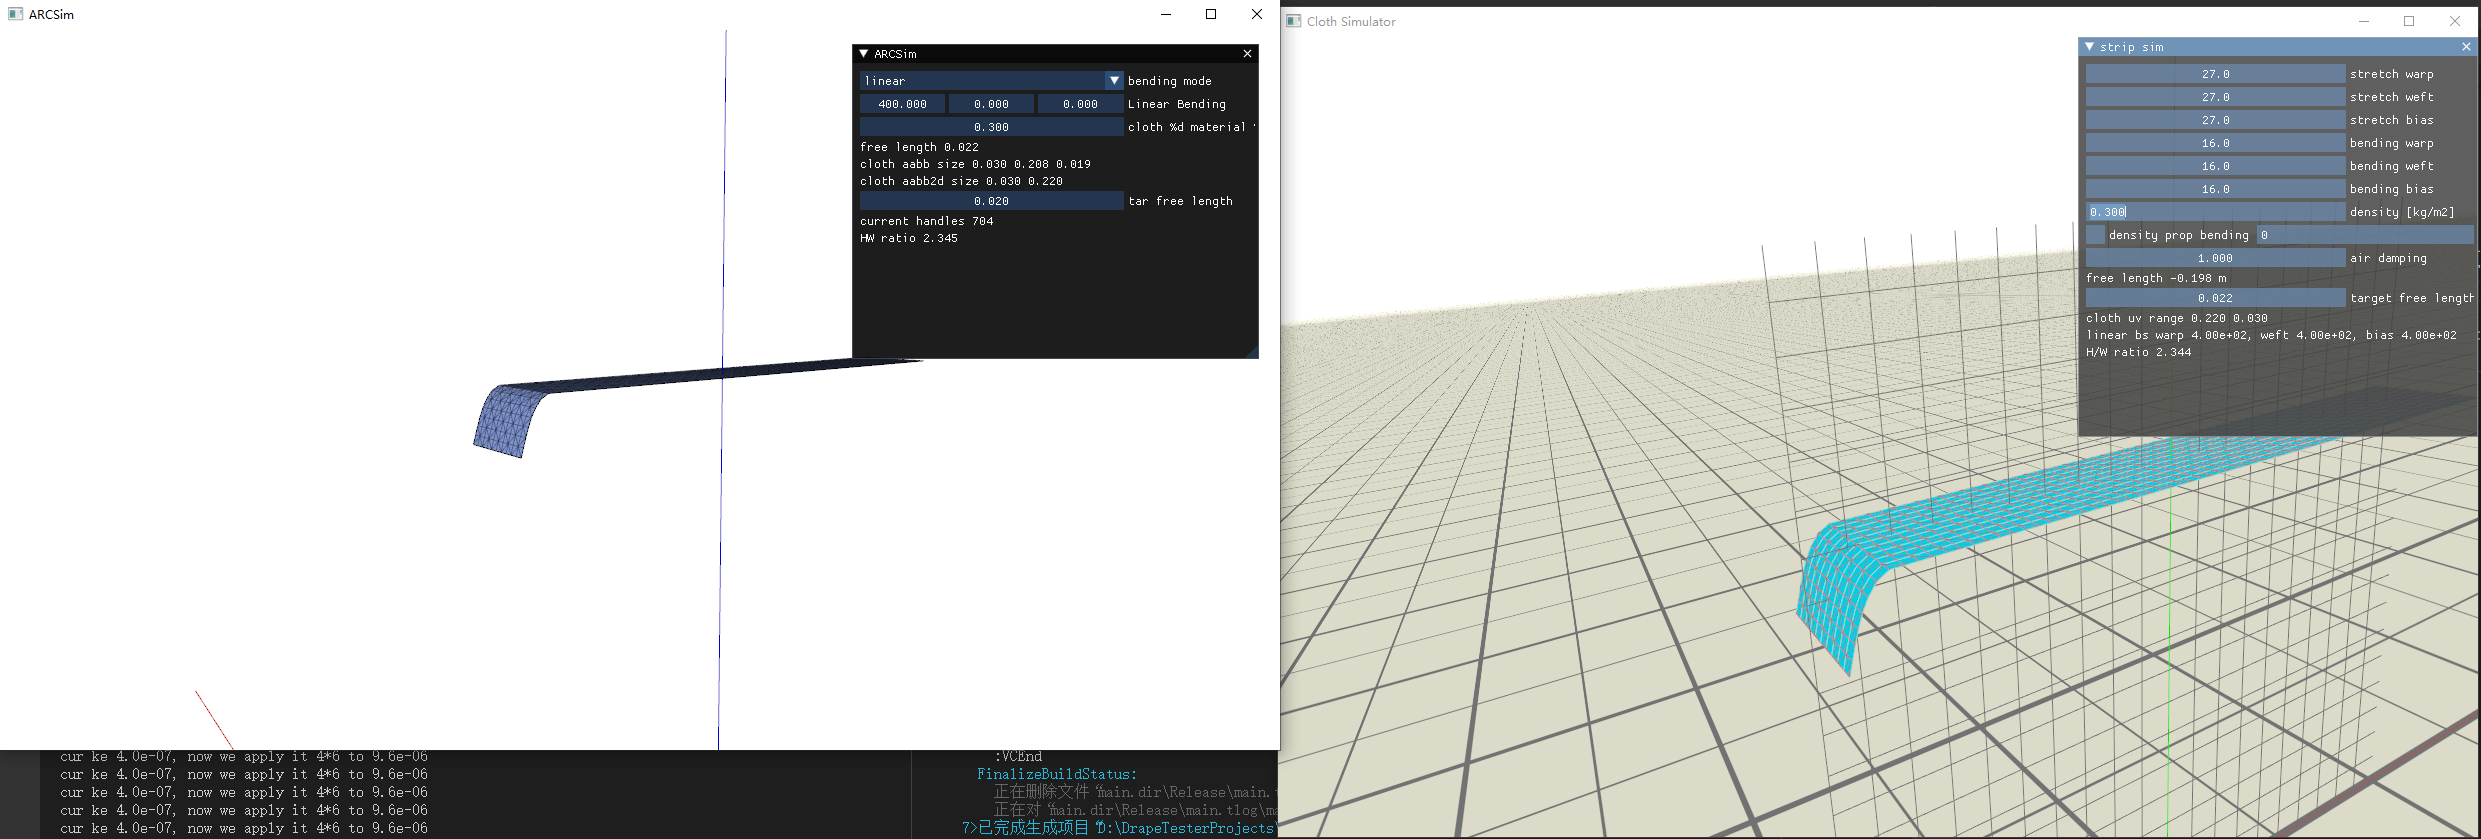 ARCSim
ARCSim
linear bending mode
400.000 0.000 0.000 Linear Bending
0.300 cloth %d material
free length 0.022
cloth aabb size 0.030 0.208 0.019
cloth aabb2d size 0.030 0.220
0.020 tar free length
current handles 704
HW ratio 2.345
cur ke 4.0e-07, now we apply it 4*6 to 9.6e-06
cur ke 4.0e-07, now we apply it 4*6 to 9.6e-06
cur ke 4.0e-07, now we apply it 4*6 to 9.6e-06
cur ke 4.0e-07, now we apply it 4*6 to 9.6e-06
cur ke 4.0e-07, now we apply it 4*6 to 9.6e-06
:VCEnd
FinalizeBuildStatus:
正在删除文件“main.dir\Release\main.t
正在对“main.dir\Release\main.tlog\ma
7>已完成生成项目“D:\DrapeTesterProjects\
Cloth Simulator
strip sim
27.0 stretch warp
27.0 stretch weft
27.0 stretch bias
16.0 bending warp
16.0 bending weft
16.0 bending bias
0.300 density [kg/m2]
density prop bending 0
1.000 air damping
free length -0.198 m
0.022 target free length
cloth uv range 0.220 0.030
linear bs warp 4.00e+02, weft 4.00e+02, bias 4.00e+02
H/W ratio 2.344